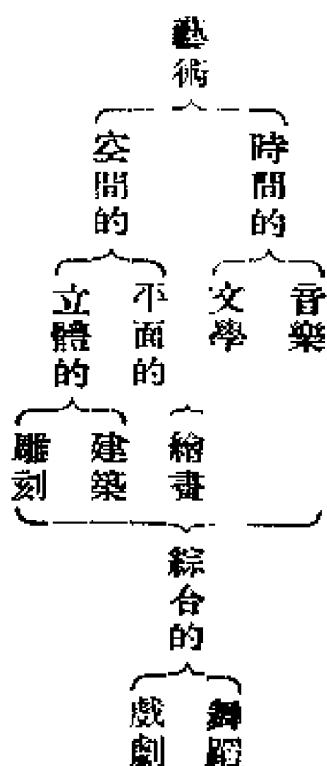 藝術
時間的
空間的
音樂
文學
平面的
立體的
繪畫
建築
雕刻
綜合的
舞蹈
戲劇